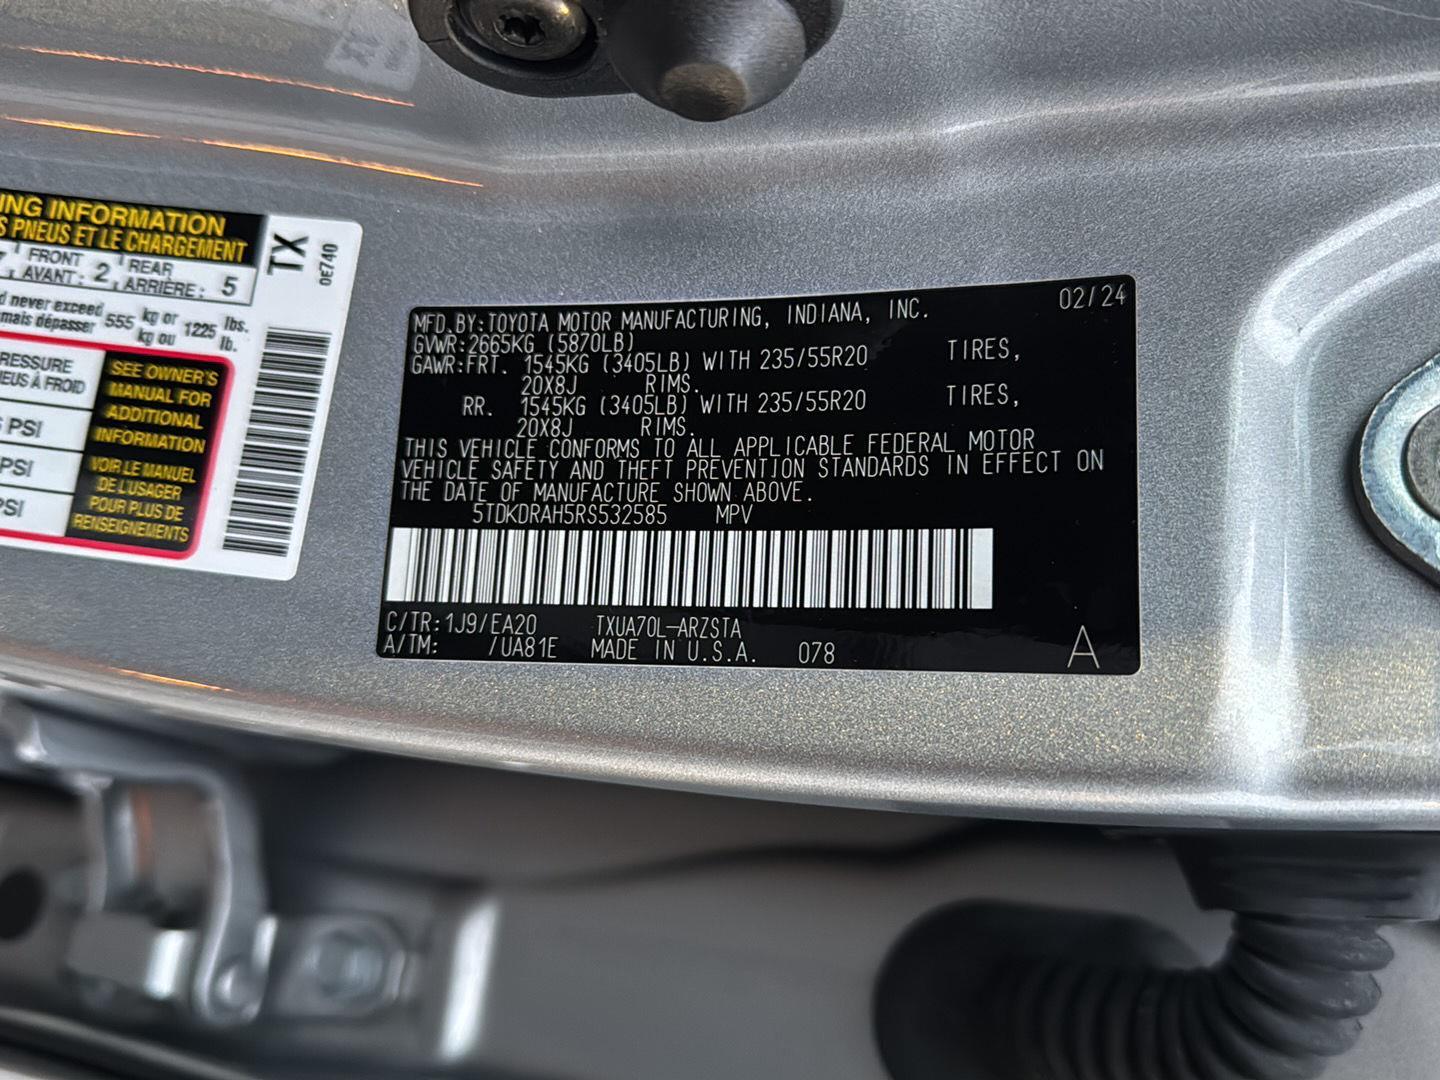 ING INFORMATION
S PNEUS ET LE CHARGEMENT
FRONT
AVANT: 2
REAR
ARRIÈRE: 5
never exceed
mais dépasser 555 kg or
kg ou 1225 lbs.
lb.
RESSURE
NEUS À FROID
PSI
PSI
PSI
SEE OWNER'S
MANUAL FOR
ADDITIONAL
INFORMATION
VOIR LE MANUEL
DE L'USAGER
POUR PLUS DE
RENSEIGNEMENTS
TX
0E740
MFD.BY:TOYOTA MOTOR MANUFACTURING, INDIANA, INC. 02/24
GVWR:2665KG (5870LB)
GAWR:FRT. 1545KG (3405LB) WITH 235/55R20 TIRES,
20X8J RIMS.
RR. 1545KG (3405LB) WITH 235/55R20 TIRES,
20X8J RIMS.
THIS VEHICLE CONFORMS TO ALL APPLICABLE FEDERAL MOTOR
VEHICLE SAFETY AND THEFT PREVENTION STANDARDS IN EFFECT ON
THE DATE OF MANUFACTURE SHOWN ABOVE.
5TDKDRAH5RS532585 MPV
C/TR:1J9/EA20 TXUA70L-ARZSTA
A/TM: /UA81E MADE IN U.S.A. 078 A